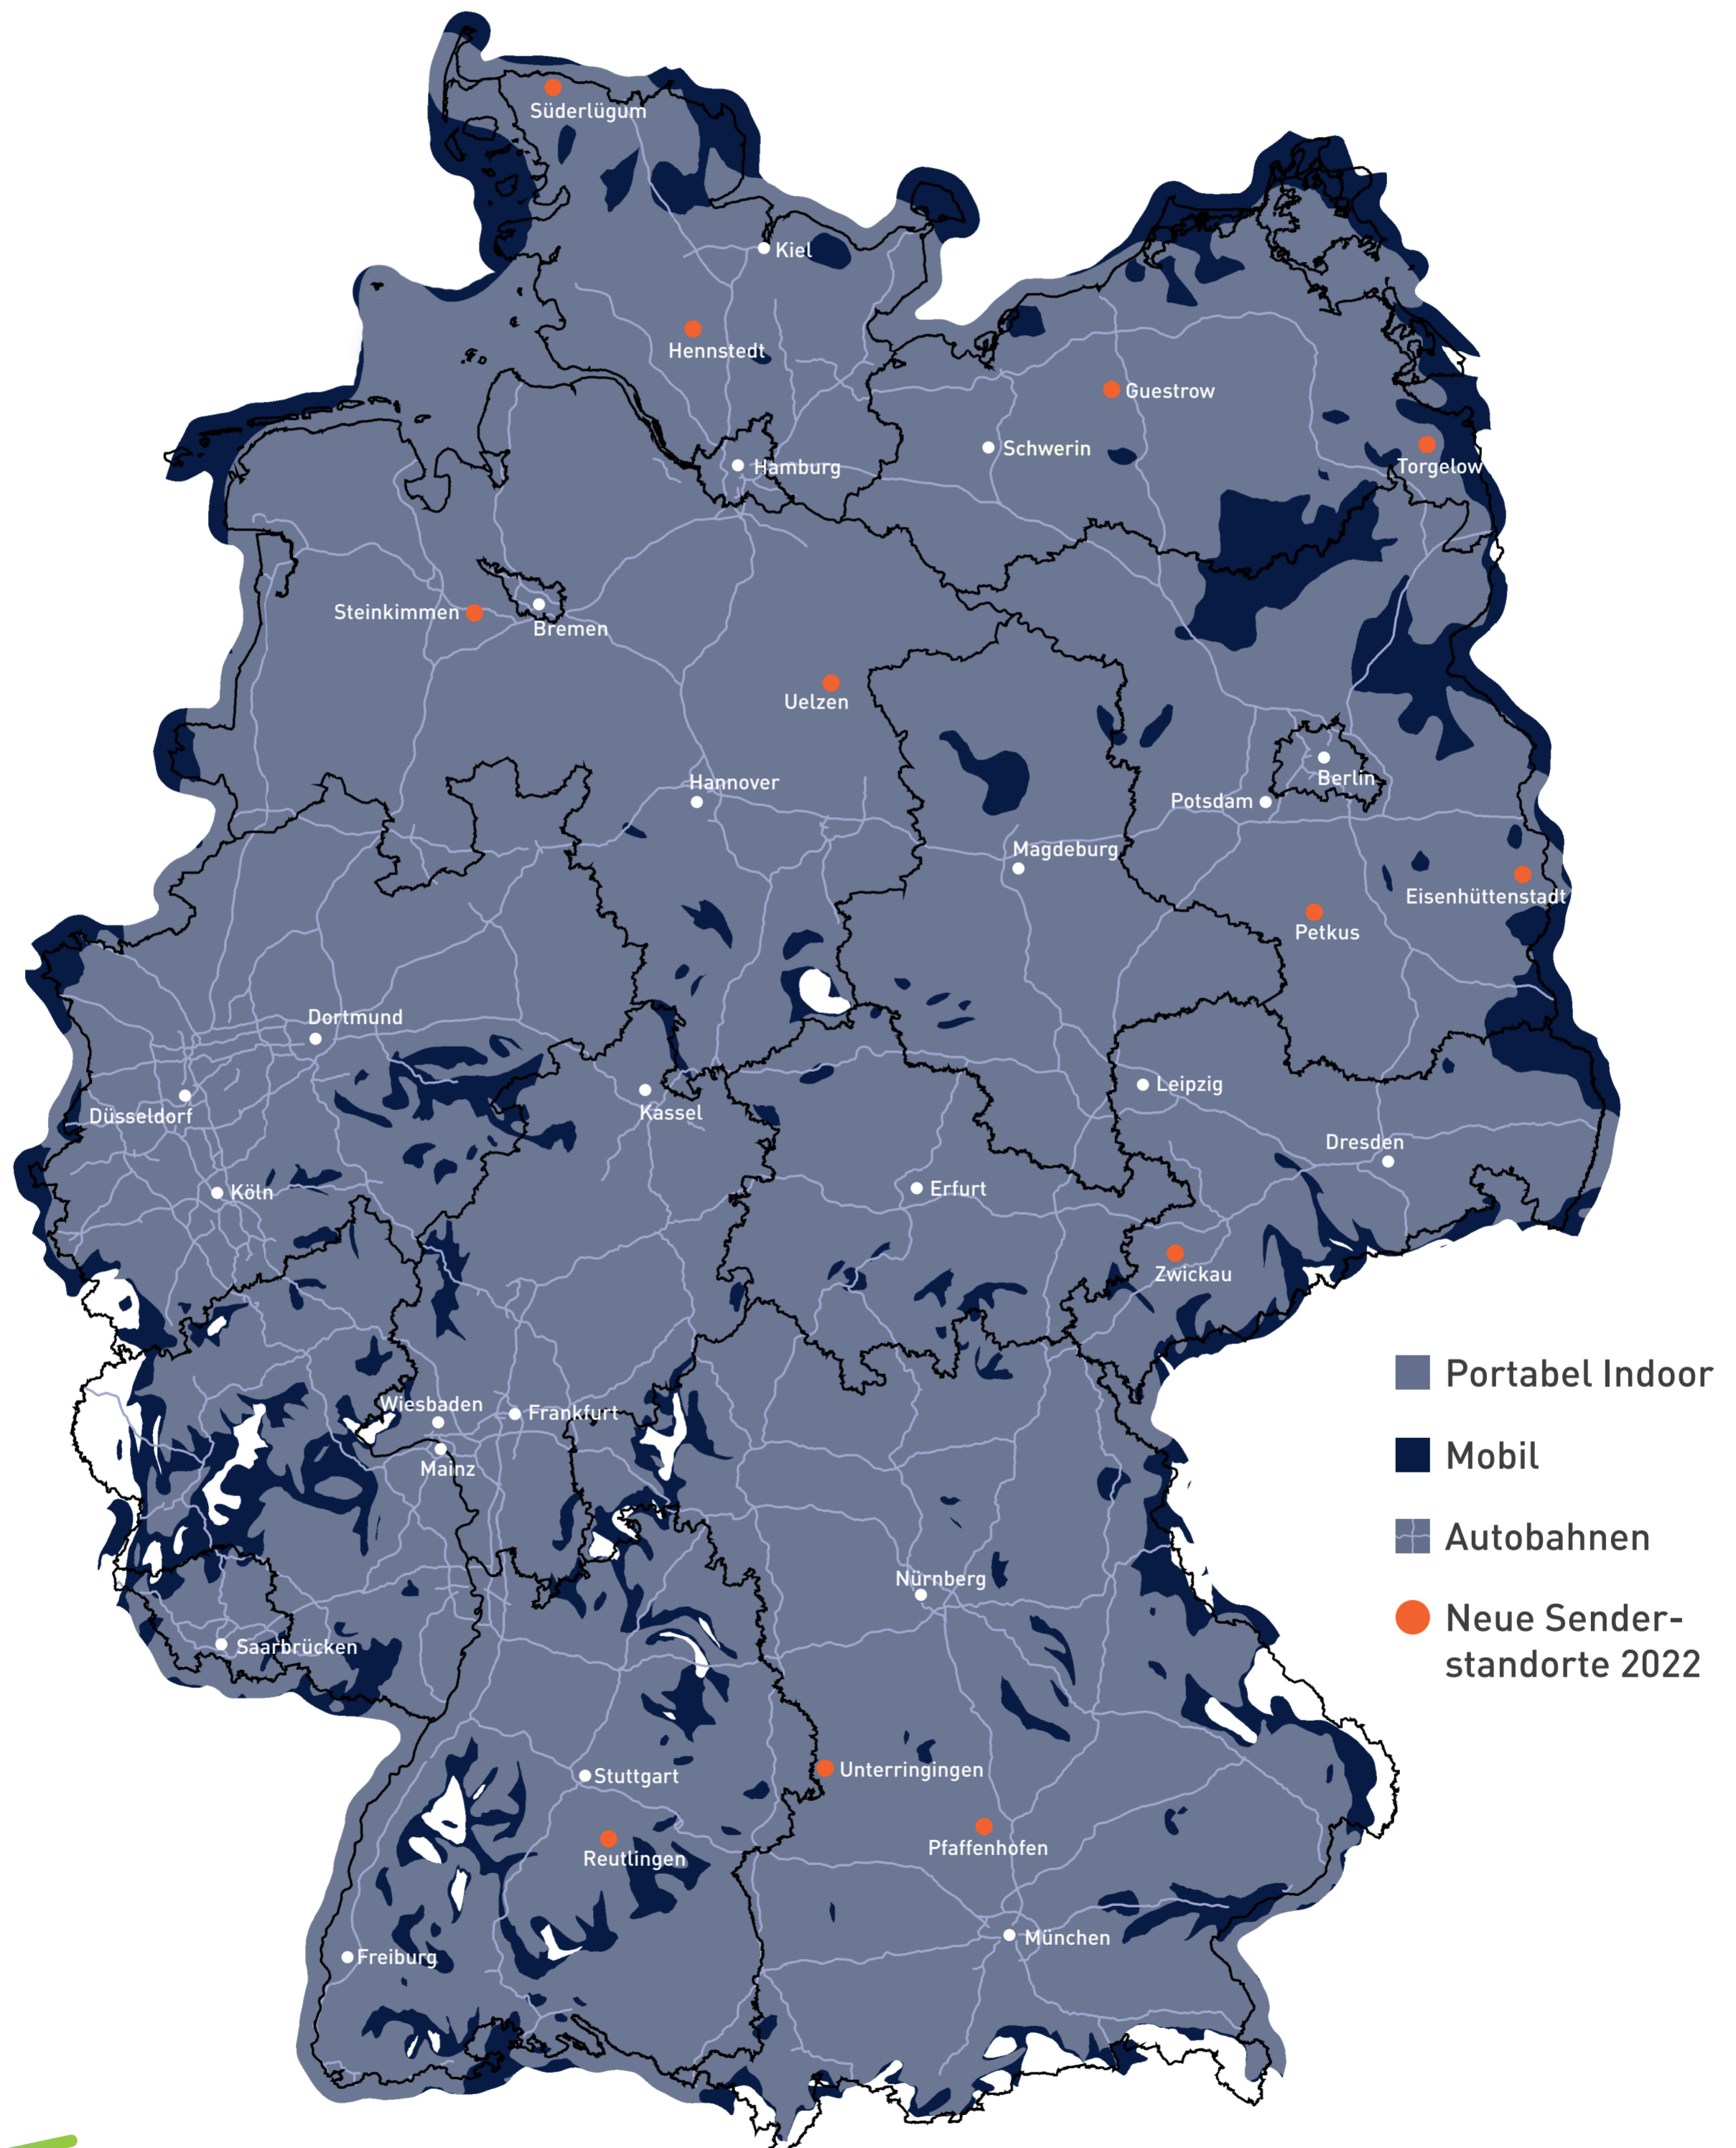 Süderlügum
Kiel
Hennstedt
Guestrow
Schwerin
Torgelow
Hamburg
Steinkimmen
Bremen
Uelzen
Hannover
Berlin
Potsdam
Magdeburg
Eisenhüttenstadt
Petkus
Dortmund
Leipzig
Düsseldorf
Kassel
Dresden
Köln
Erfurt
Zwickau
Portabel Indoor
Wiesbaden
Frankfurt
Mainz
Mobil
Autobahnen
Nürnberg
Neue Sender-
standorte 2022
Saarbrücken
Unterringingen
Stuttgart
Pfaffenhofen
Reutlingen
München
Freiburg